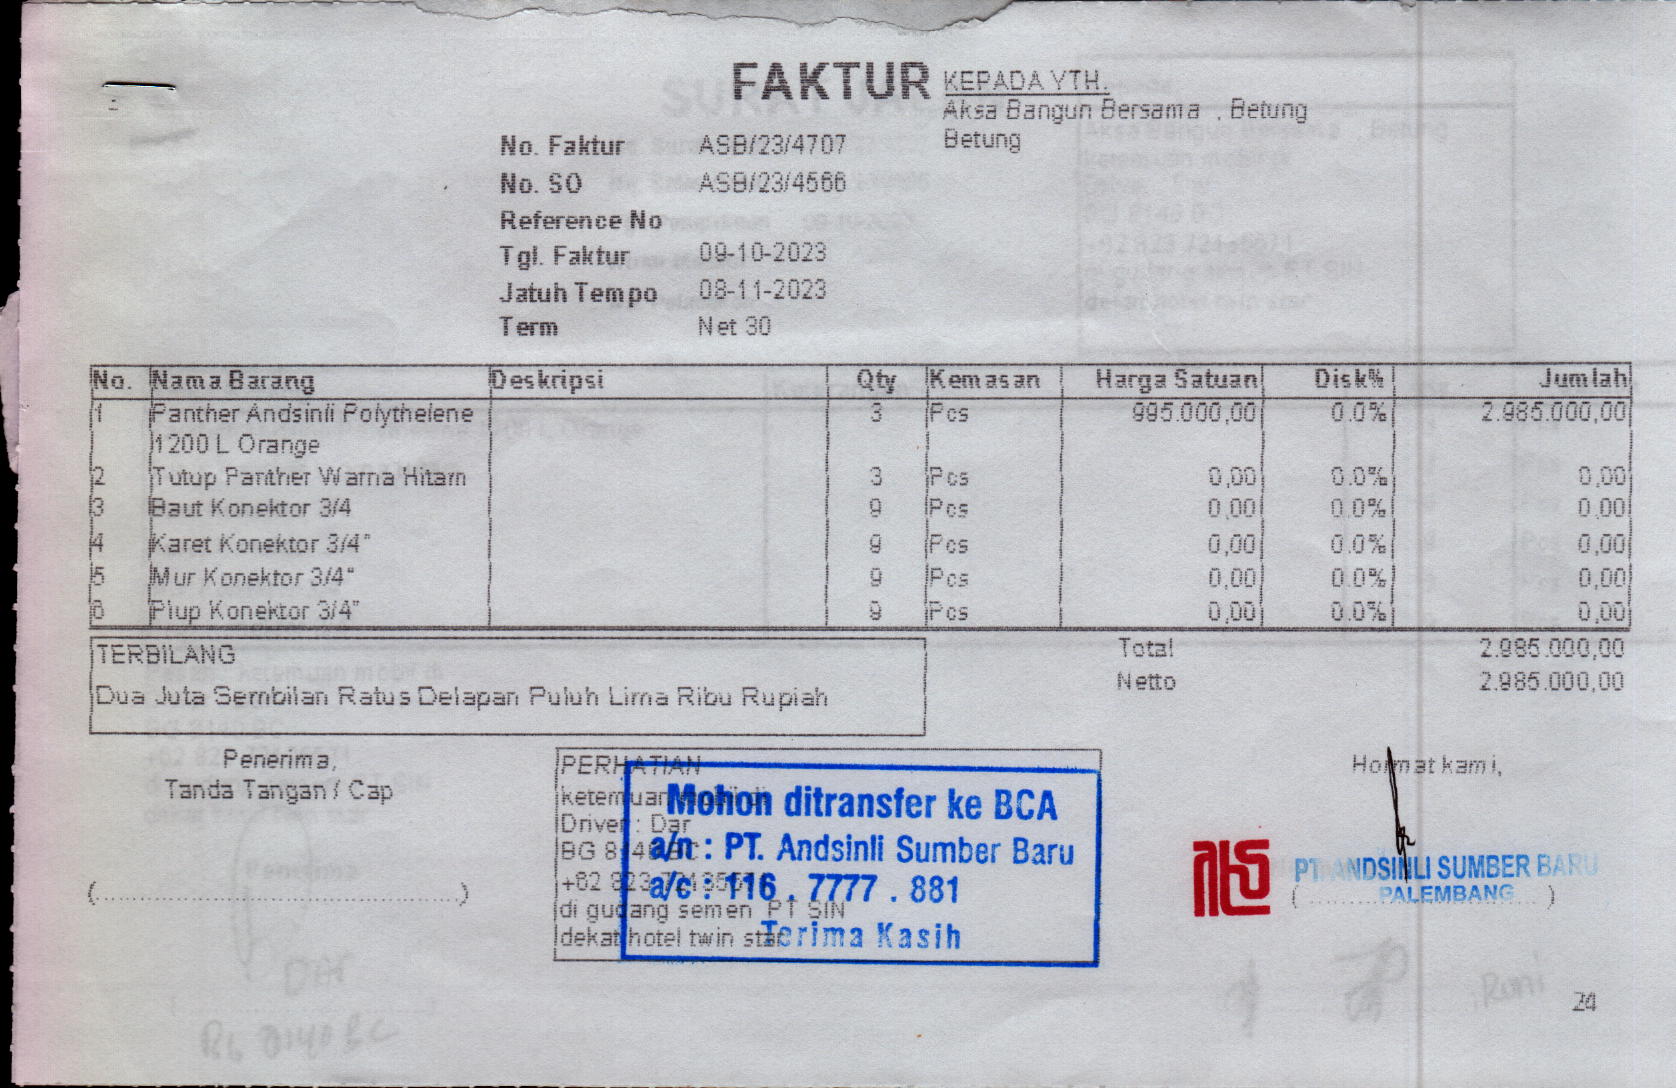 FAKTUR
KEPADA YTH.
Aksa Bangun Bersama , Betung
Betung
No. Faktur ASB/23/4707
No. SO ASB/23/4566
Reference No
Tgl. Faktur 09-10-2023
Jatuh Tempo 08-11-2023
Term Net 30
No. Nama Barang Deskripsi Qty Kemasan Harga Satuan Disk% Jumlah
1 Panther Andsinli Polythelene 3 Pcs 995.000,00 0.0% 2.985.000,00
1200 L Orange
2 Tutup Panther Warna Hitam 3 Pcs 0,00 0.0% 0,00
3 Baut Konektor 3/4 9 Pcs 0,00 0.0% 0,00
4 Karet Konektor 3/4" 9 Pcs 0,00 0.0% 0,00
5 Mur Konektor 3/4" 9 Pcs 0,00 0.0% 0,00
6 Plup Konektor 3/4" 9 Pcs 0,00 0.0% 0,00
TERBILANG
Dua Juta Sembilan Ratus Delapan Puluh Lima Ribu Rupiah
Total 2.985.000,00
Netto 2.985.000,00
Penerima,
Tanda Tangan / Cap
(..........................................)
PERHATIAN
ketemuan di
Driver : Dar
BG 8140 BC
+62 823
di gudang semen PT SIN
dekat hotel twin star
Mohon ditransfer ke BCA
a/n : PT. Andsinli Sumber Baru
a/c : 116 . 7777 . 881
Terima Kasih
Hormat kami,
PT. ANDSINLI SUMBER BARU
PALEMBANG
(..........................................)
24